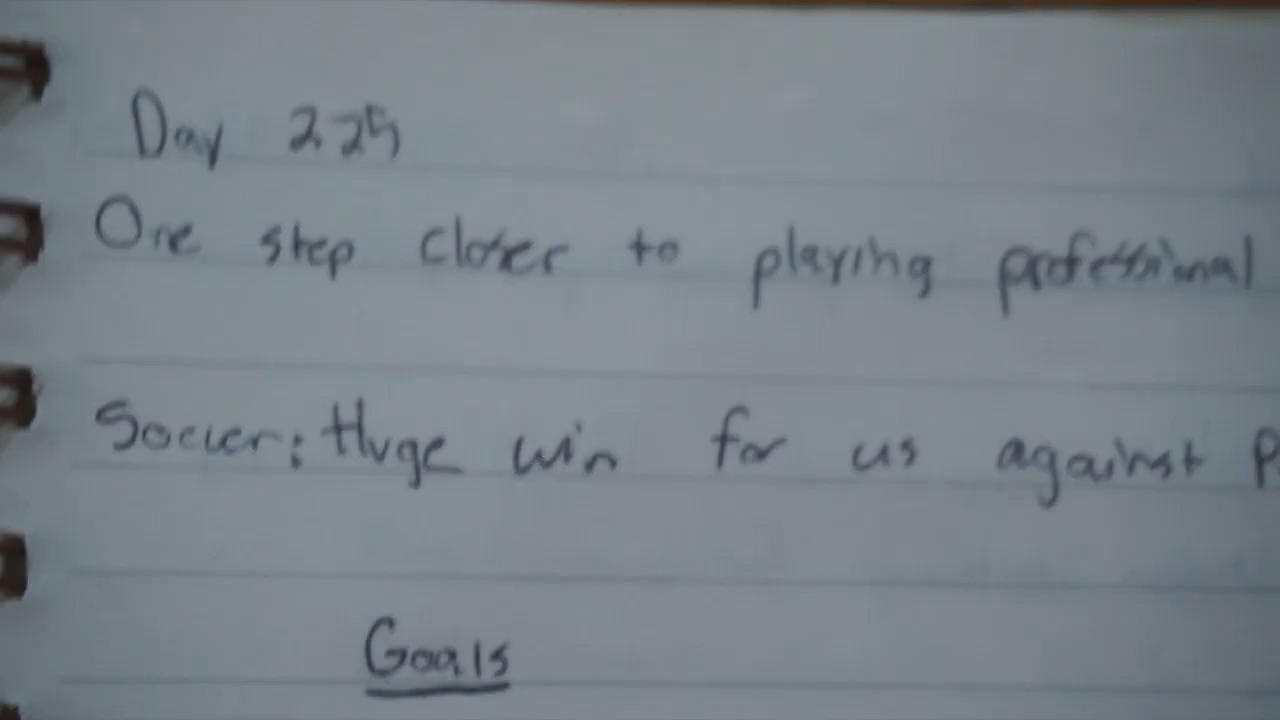 Day 225
One step closer to playing professional
Soccer: Huge win for us against P
Goals